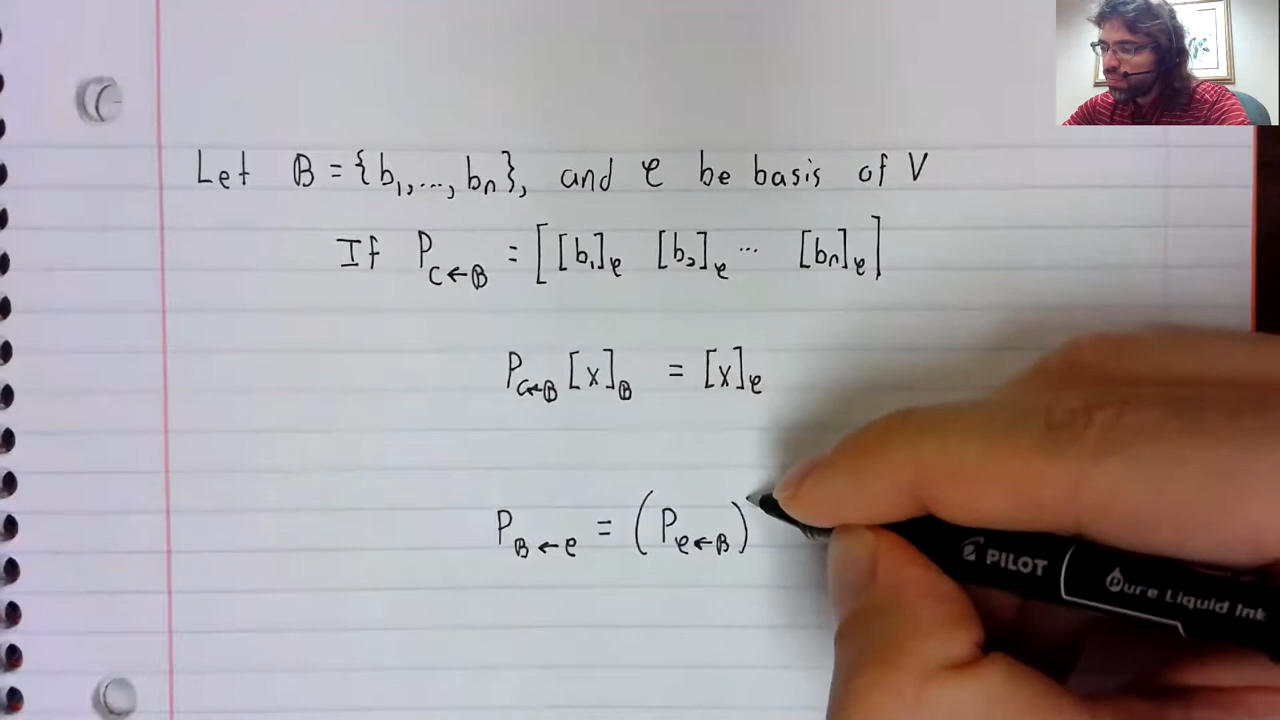 Let B = {b₁, ..., bₙ}, and C be basis of V
If P_{C←B} = [ [b₁]_C [b₂]_C ... [bₙ]_C ]
P_{C←B} [x]_B = [x]_C
P_{B←C} = (P_{C←B})
PILOT
Pure Liquid Ink